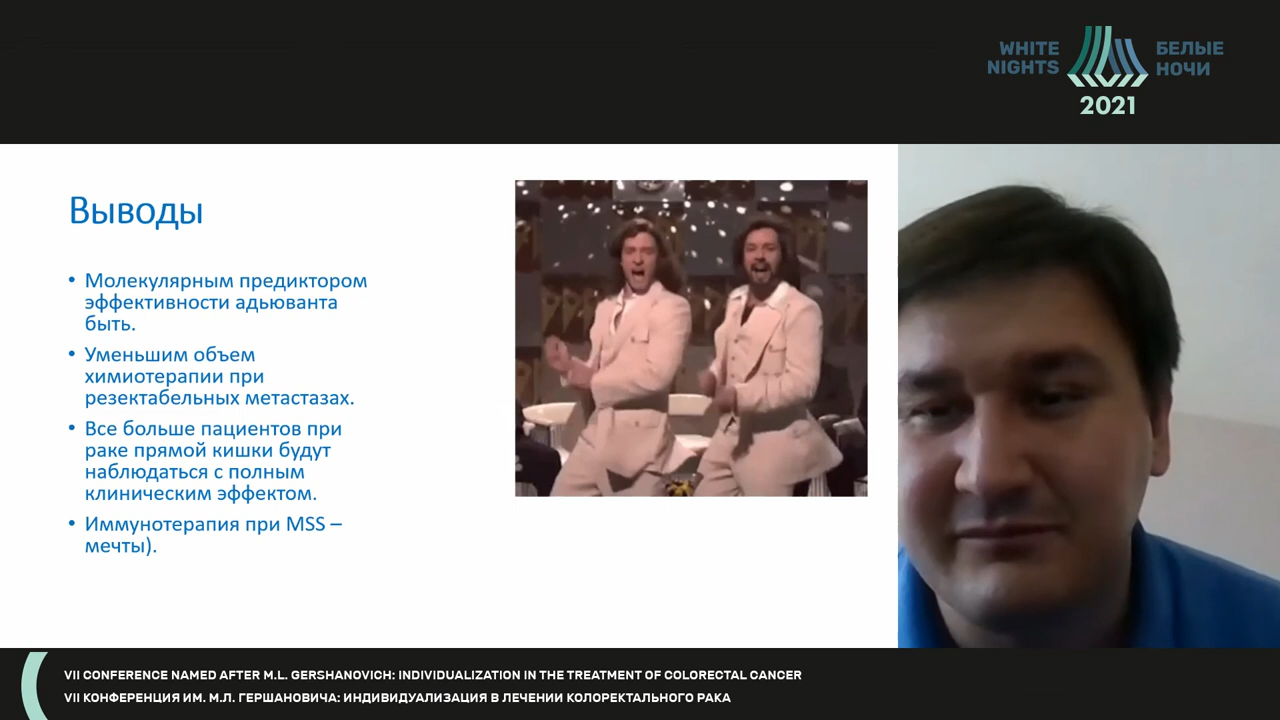 WHITE
NIGHTS
БЕЛЫЕ
НОЧИ
2021
Выводы
• Молекулярным предиктором
эффективности адьюванта
быть.
• Уменьшим объем
химиотерапии при
резектабельных метастазах.
• Все больше пациентов при
раке прямой кишки будут
наблюдаться с полным
клиническим эффектом.
• Иммунотерапия при MSS –
мечты).
VII CONFERENCE NAMED AFTER M.L. GERSHANOVICH: INDIVIDUALIZATION IN THE TREATMENT OF COLORECTAL CANCER
VII КОНФЕРЕНЦИЯ ИМ. М.Л. ГЕРШАНОВИЧА: ИНДИВИДУАЛИЗАЦИЯ В ЛЕЧЕНИИ КОЛОРЕКТАЛЬНОГО РАКА